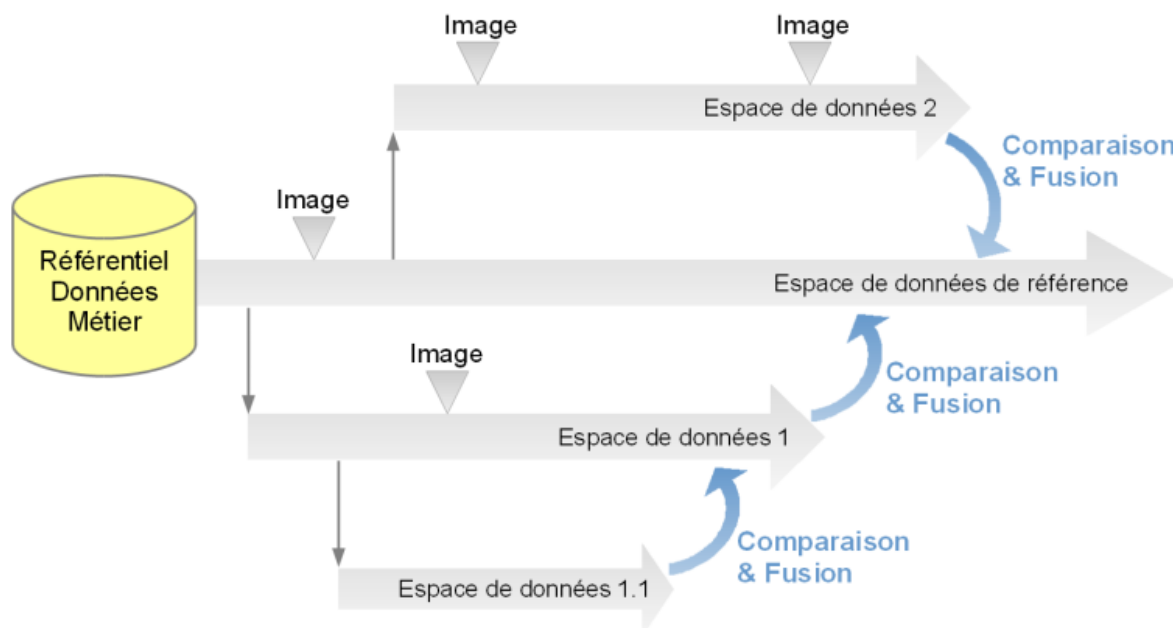 Image
Image
Espace de données 2
Comparaison
& Fusion
Image
Référentiel
Données
Métier
Espace de données de référence
Image
Comparaison
& Fusion
Espace de données 1
Comparaison
& Fusion
Espace de données 1.1